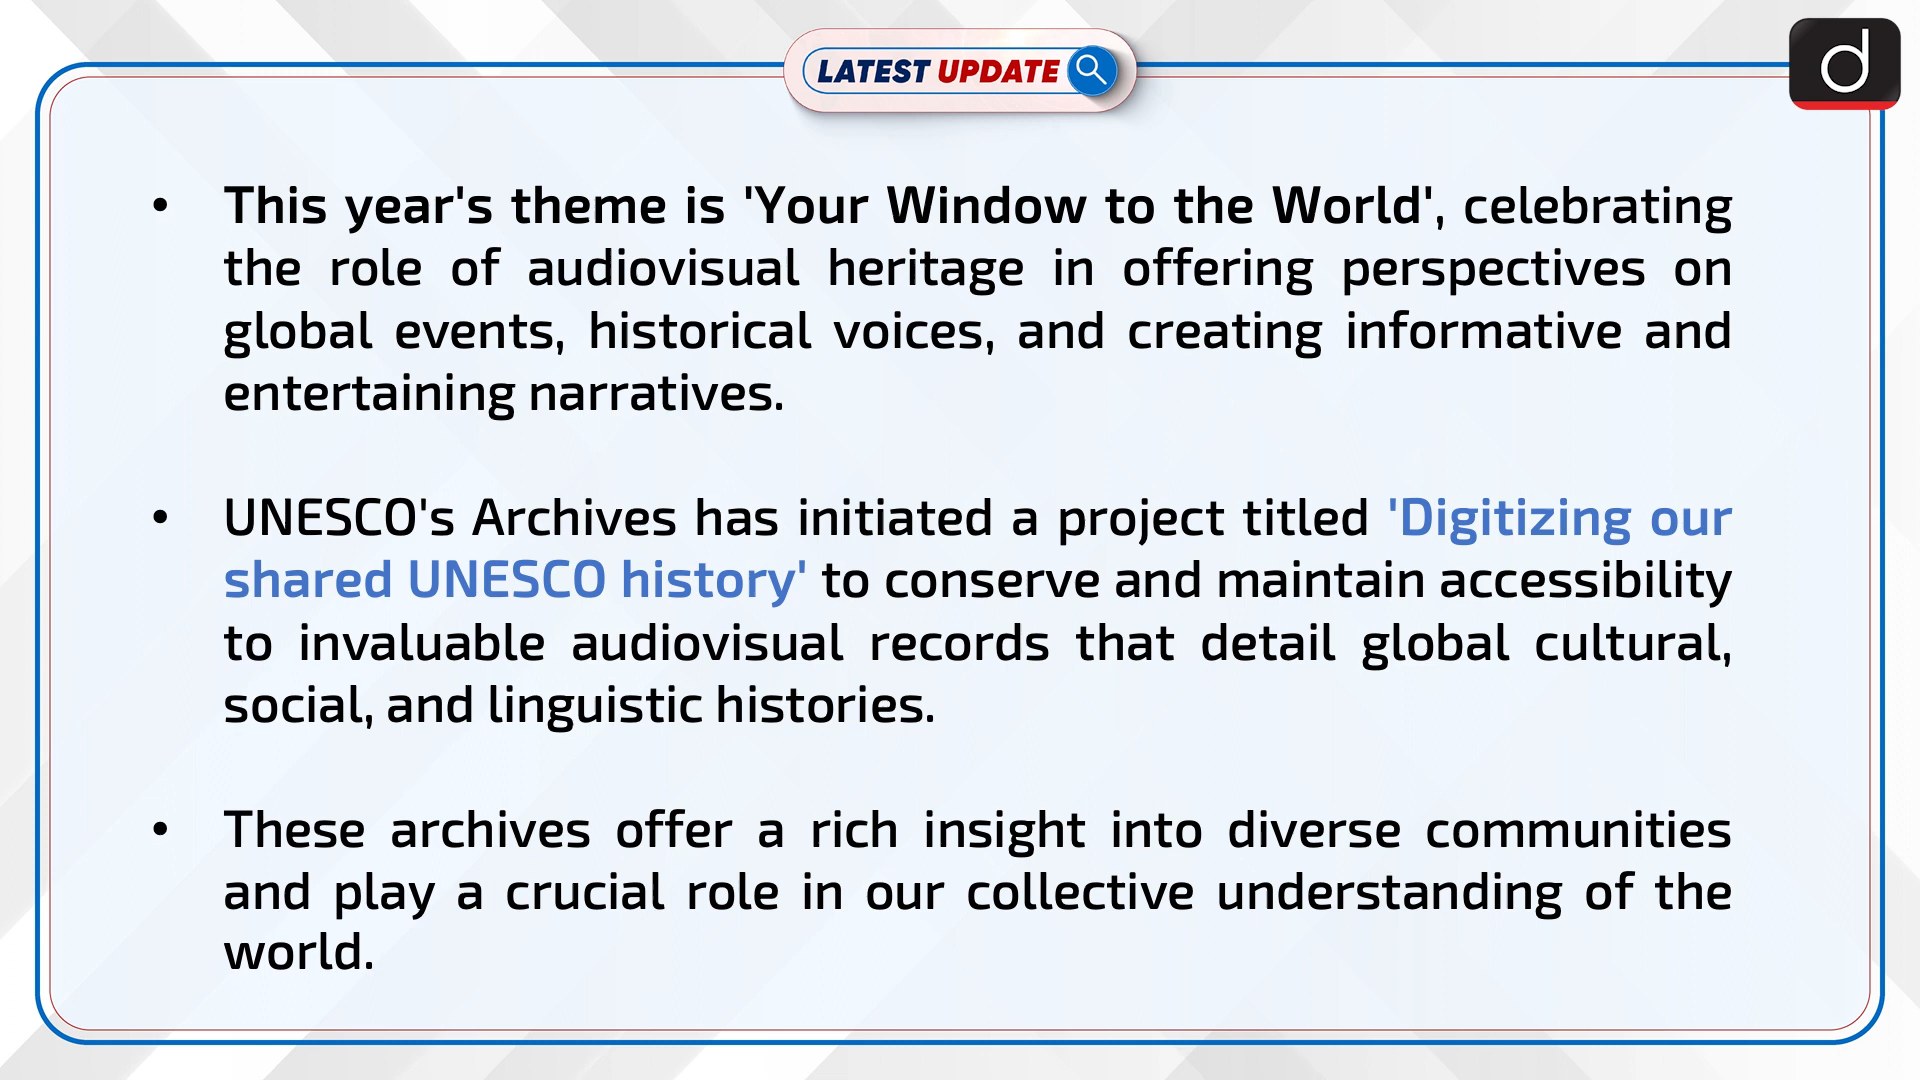 LATEST UPDATE
d
• This year's theme is 'Your Window to the World', celebrating
the role of audiovisual heritage in offering perspectives on
global events, historical voices, and creating informative and
entertaining narratives.
• UNESCO's Archives has initiated a project titled 'Digitizing our
shared UNESCO history' to conserve and maintain accessibility
to invaluable audiovisual records that detail global cultural,
social, and linguistic histories.
• These archives offer a rich insight into diverse communities
and play a crucial role in our collective understanding of the
world.